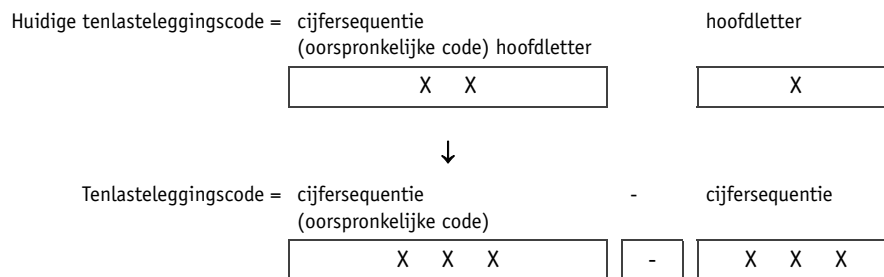 Huidige tenlasteleggingscode = cijfersequentie hoofdletter
(oorspronkelijke code) hoofdletter
X X X
↓
Tenlasteleggingscode = cijfersequentie - cijfersequentie
(oorspronkelijke code)
X X X - X X X